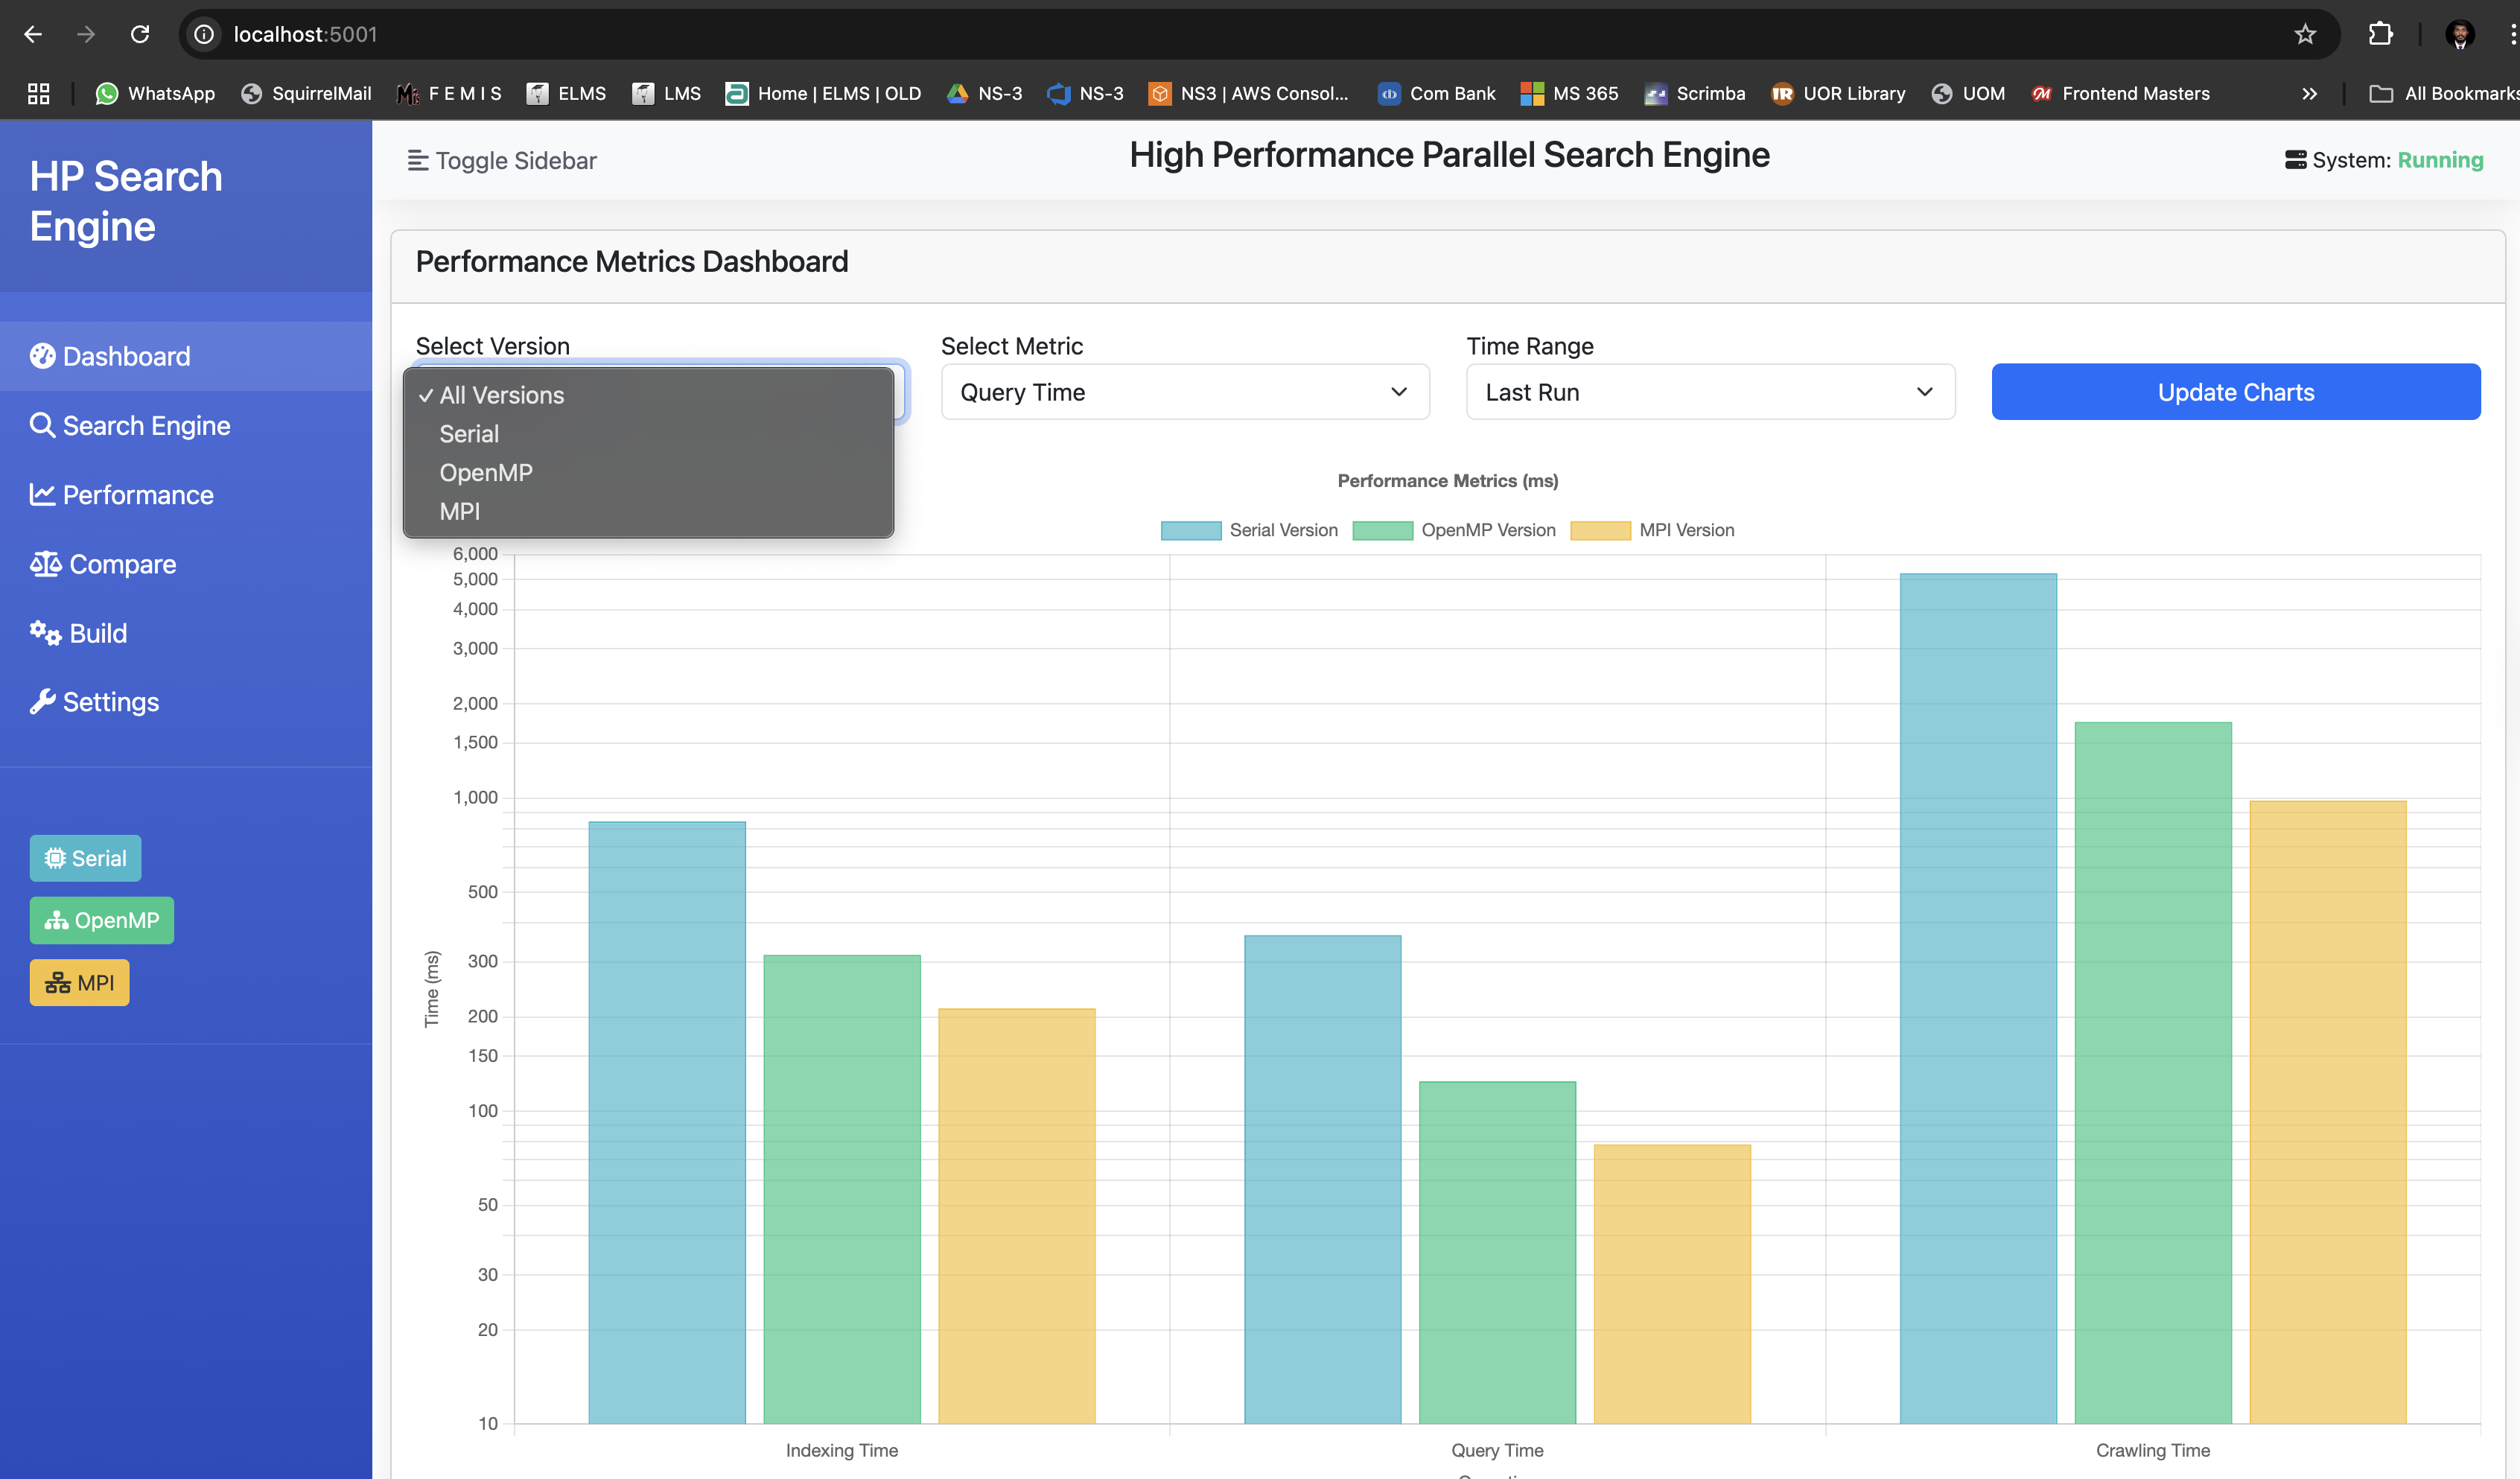 localhost:5001
WhatsApp
SquirrelMail
F E M I S
ELMS
LMS
Home | ELMS | OLD
NS-3
NS-3
NS3 | AWS Consol...
Com Bank
MS 365
Scrimba
UOR Library
UOM
Frontend Masters
All Bookmarks
HP Search
Engine
Dashboard
Search Engine
Performance
Compare
Build
Settings
Serial
OpenMP
MPI
Toggle Sidebar
High Performance Parallel Search Engine
System: Running
Performance Metrics Dashboard
Select Version
All Versions
Serial
OpenMP
MPI
Select Metric
Query Time
Time Range
Last Run
Update Charts
Performance Metrics (ms)
Serial Version
OpenMP Version
MPI Version
Time (ms)
6,000
5,000
4,000
3,000
2,000
1,500
1,000
500
300
200
150
100
50
30
20
10
Indexing Time
Query Time
Crawling Time